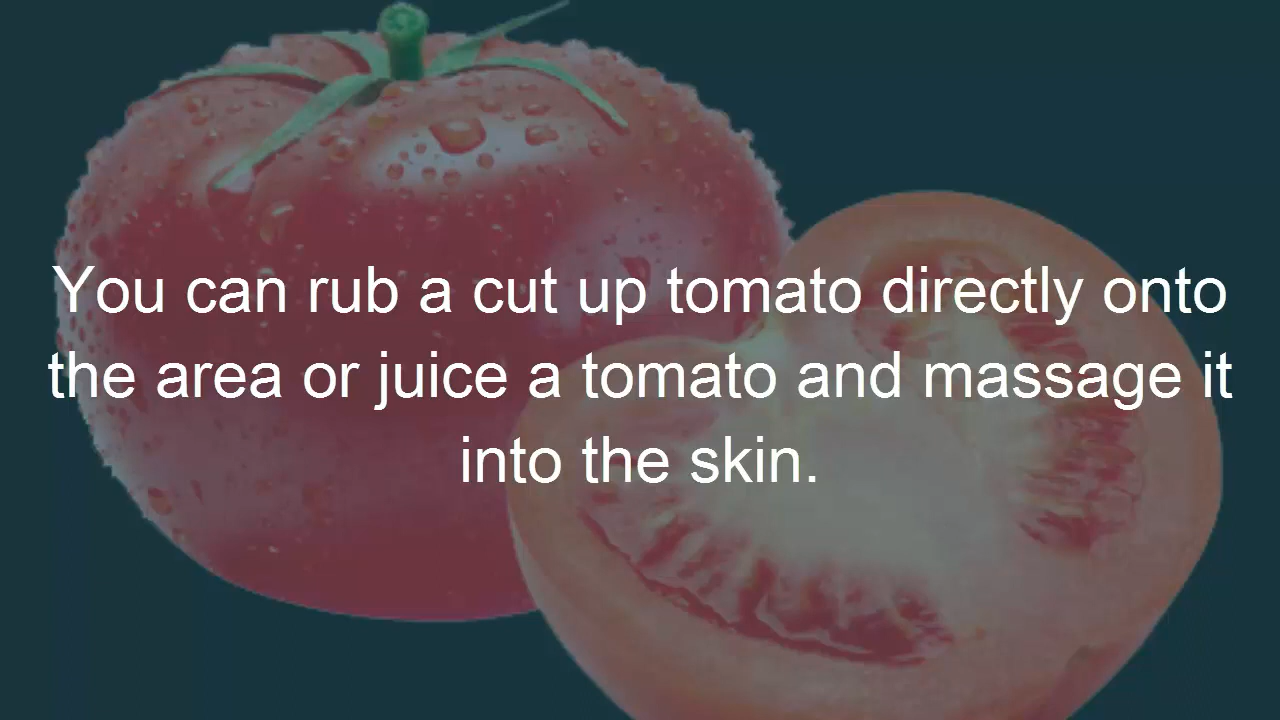 You can rub a cut up tomato directly onto
the area or juice a tomato and massage it
into the skin.